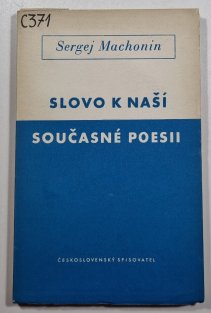 C371
Sergej Machonin
SLOVO K NAŠÍ
SOUČASNÉ POESII
ČESKOSLOVENSKÝ SPISOVATEL